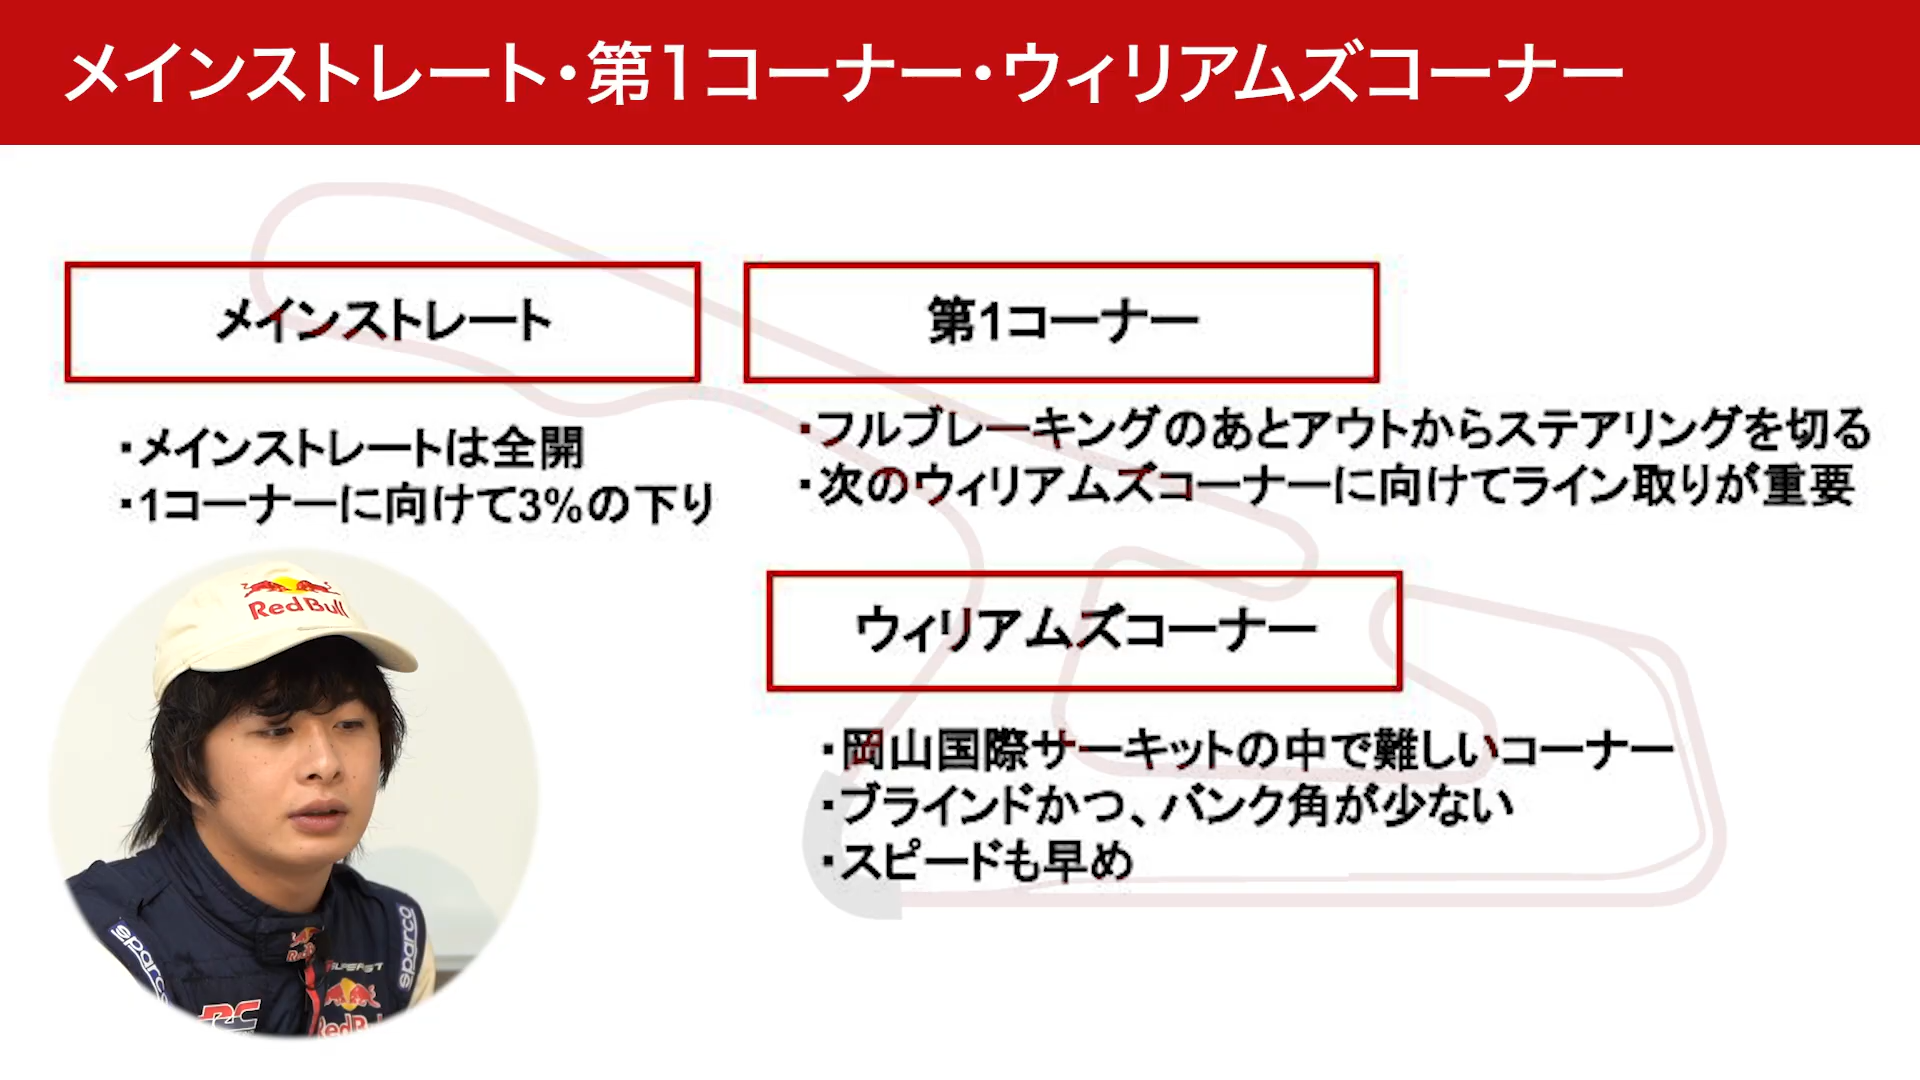 メインストレート・第1コーナー・ウィリアムズコーナー
メインストレート
・メインストレートは全開
・1コーナーに向けて3%の下り
第1コーナー
・フルブレーキングのあとアウトからステアリングを切る
・次のウィリアムズコーナーに向けてライン取りが重要
ウィリアムズコーナー
・岡山国際サーキットの中で難しいコーナー
・ブラインドかつ、バンク角が少ない
・スピードも早め
Red Bull
sparco
sparco